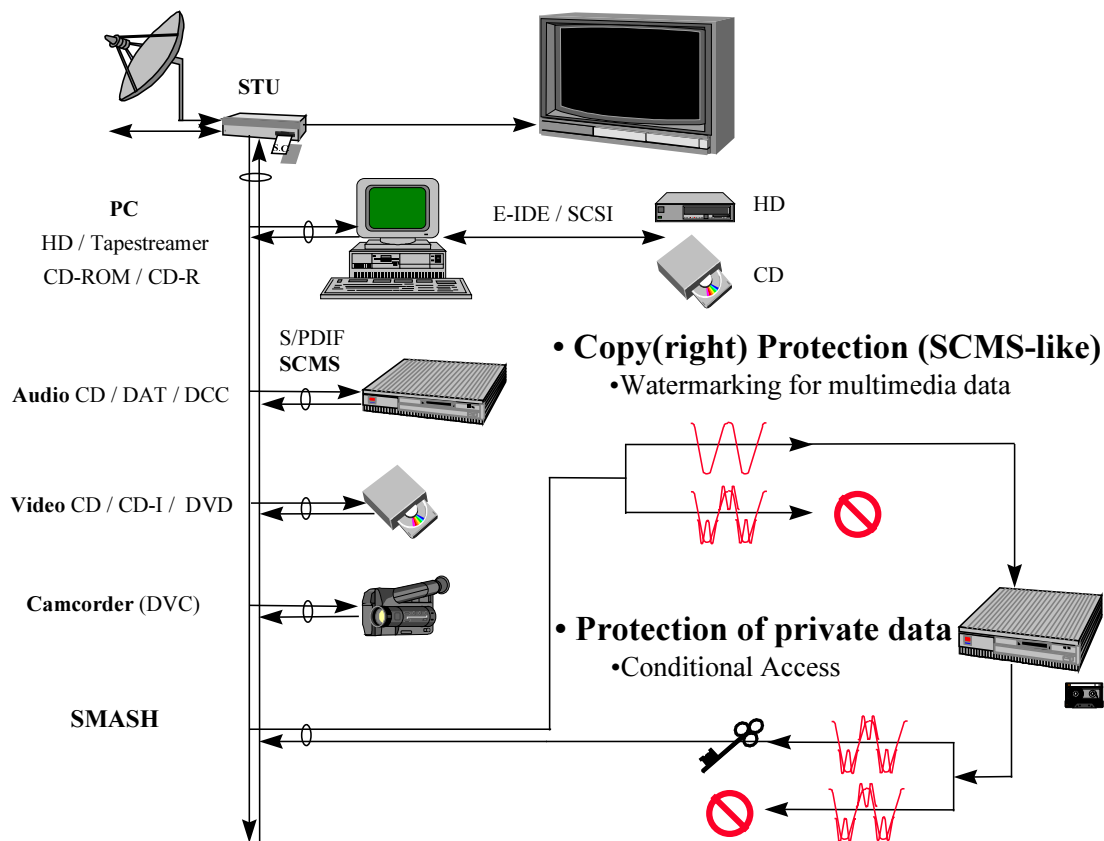 STU
S.C
PC
HD / Tapestreamer
CD-ROM / CD-R
E-IDE / SCSI
HD
CD
S/PDIF
SCMS
• Copy(right) Protection (SCMS-like)
•Watermarking for multimedia data
Audio CD / DAT / DCC
Video CD / CD-I / DVD
Camcorder (DVC)
• Protection of private data
•Conditional Access
SMASH